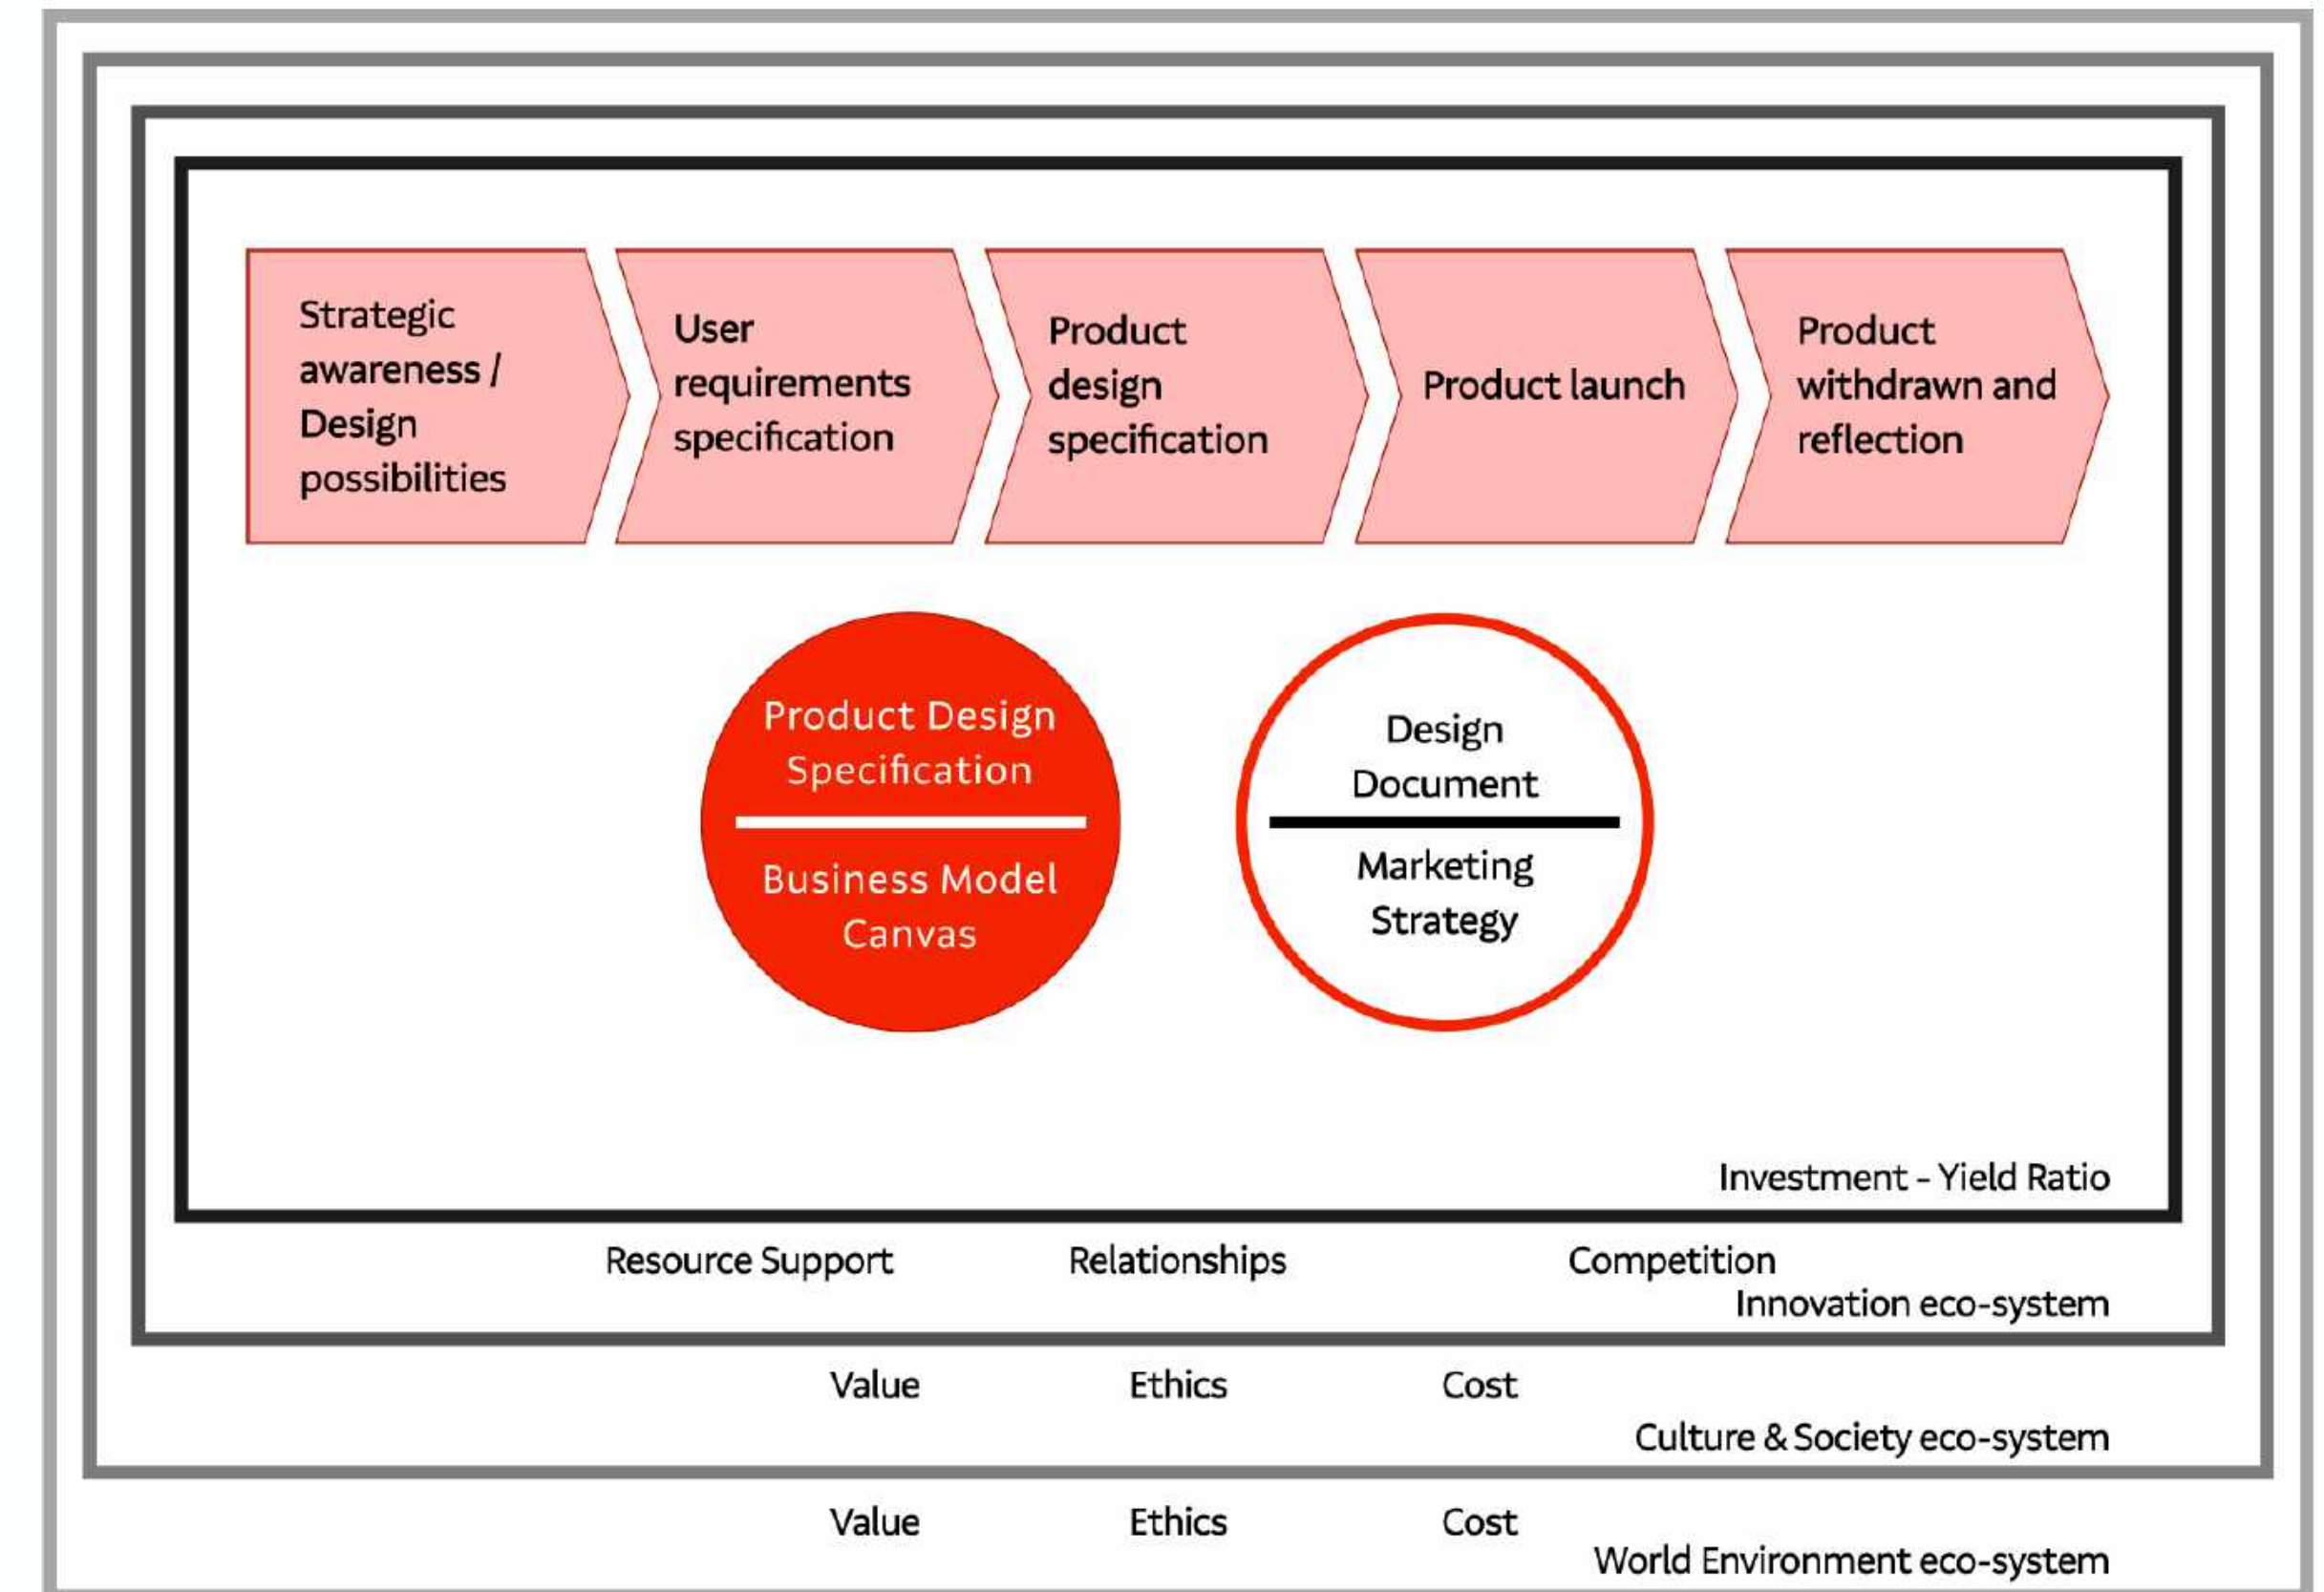 Strategic
awareness /
Design
possibilities
User
requirements
specification
Product
design
specification
Product launch
Product
withdrawn and
reflection
Product Design
Specification
Business Model
Canvas
Design
Document
Marketing
Strategy
Investment - Yield Ratio
Resource Support
Relationships
Competition
Innovation eco-system
Value
Ethics
Cost
Culture & Society eco-system
Value
Ethics
Cost
World Environment eco-system